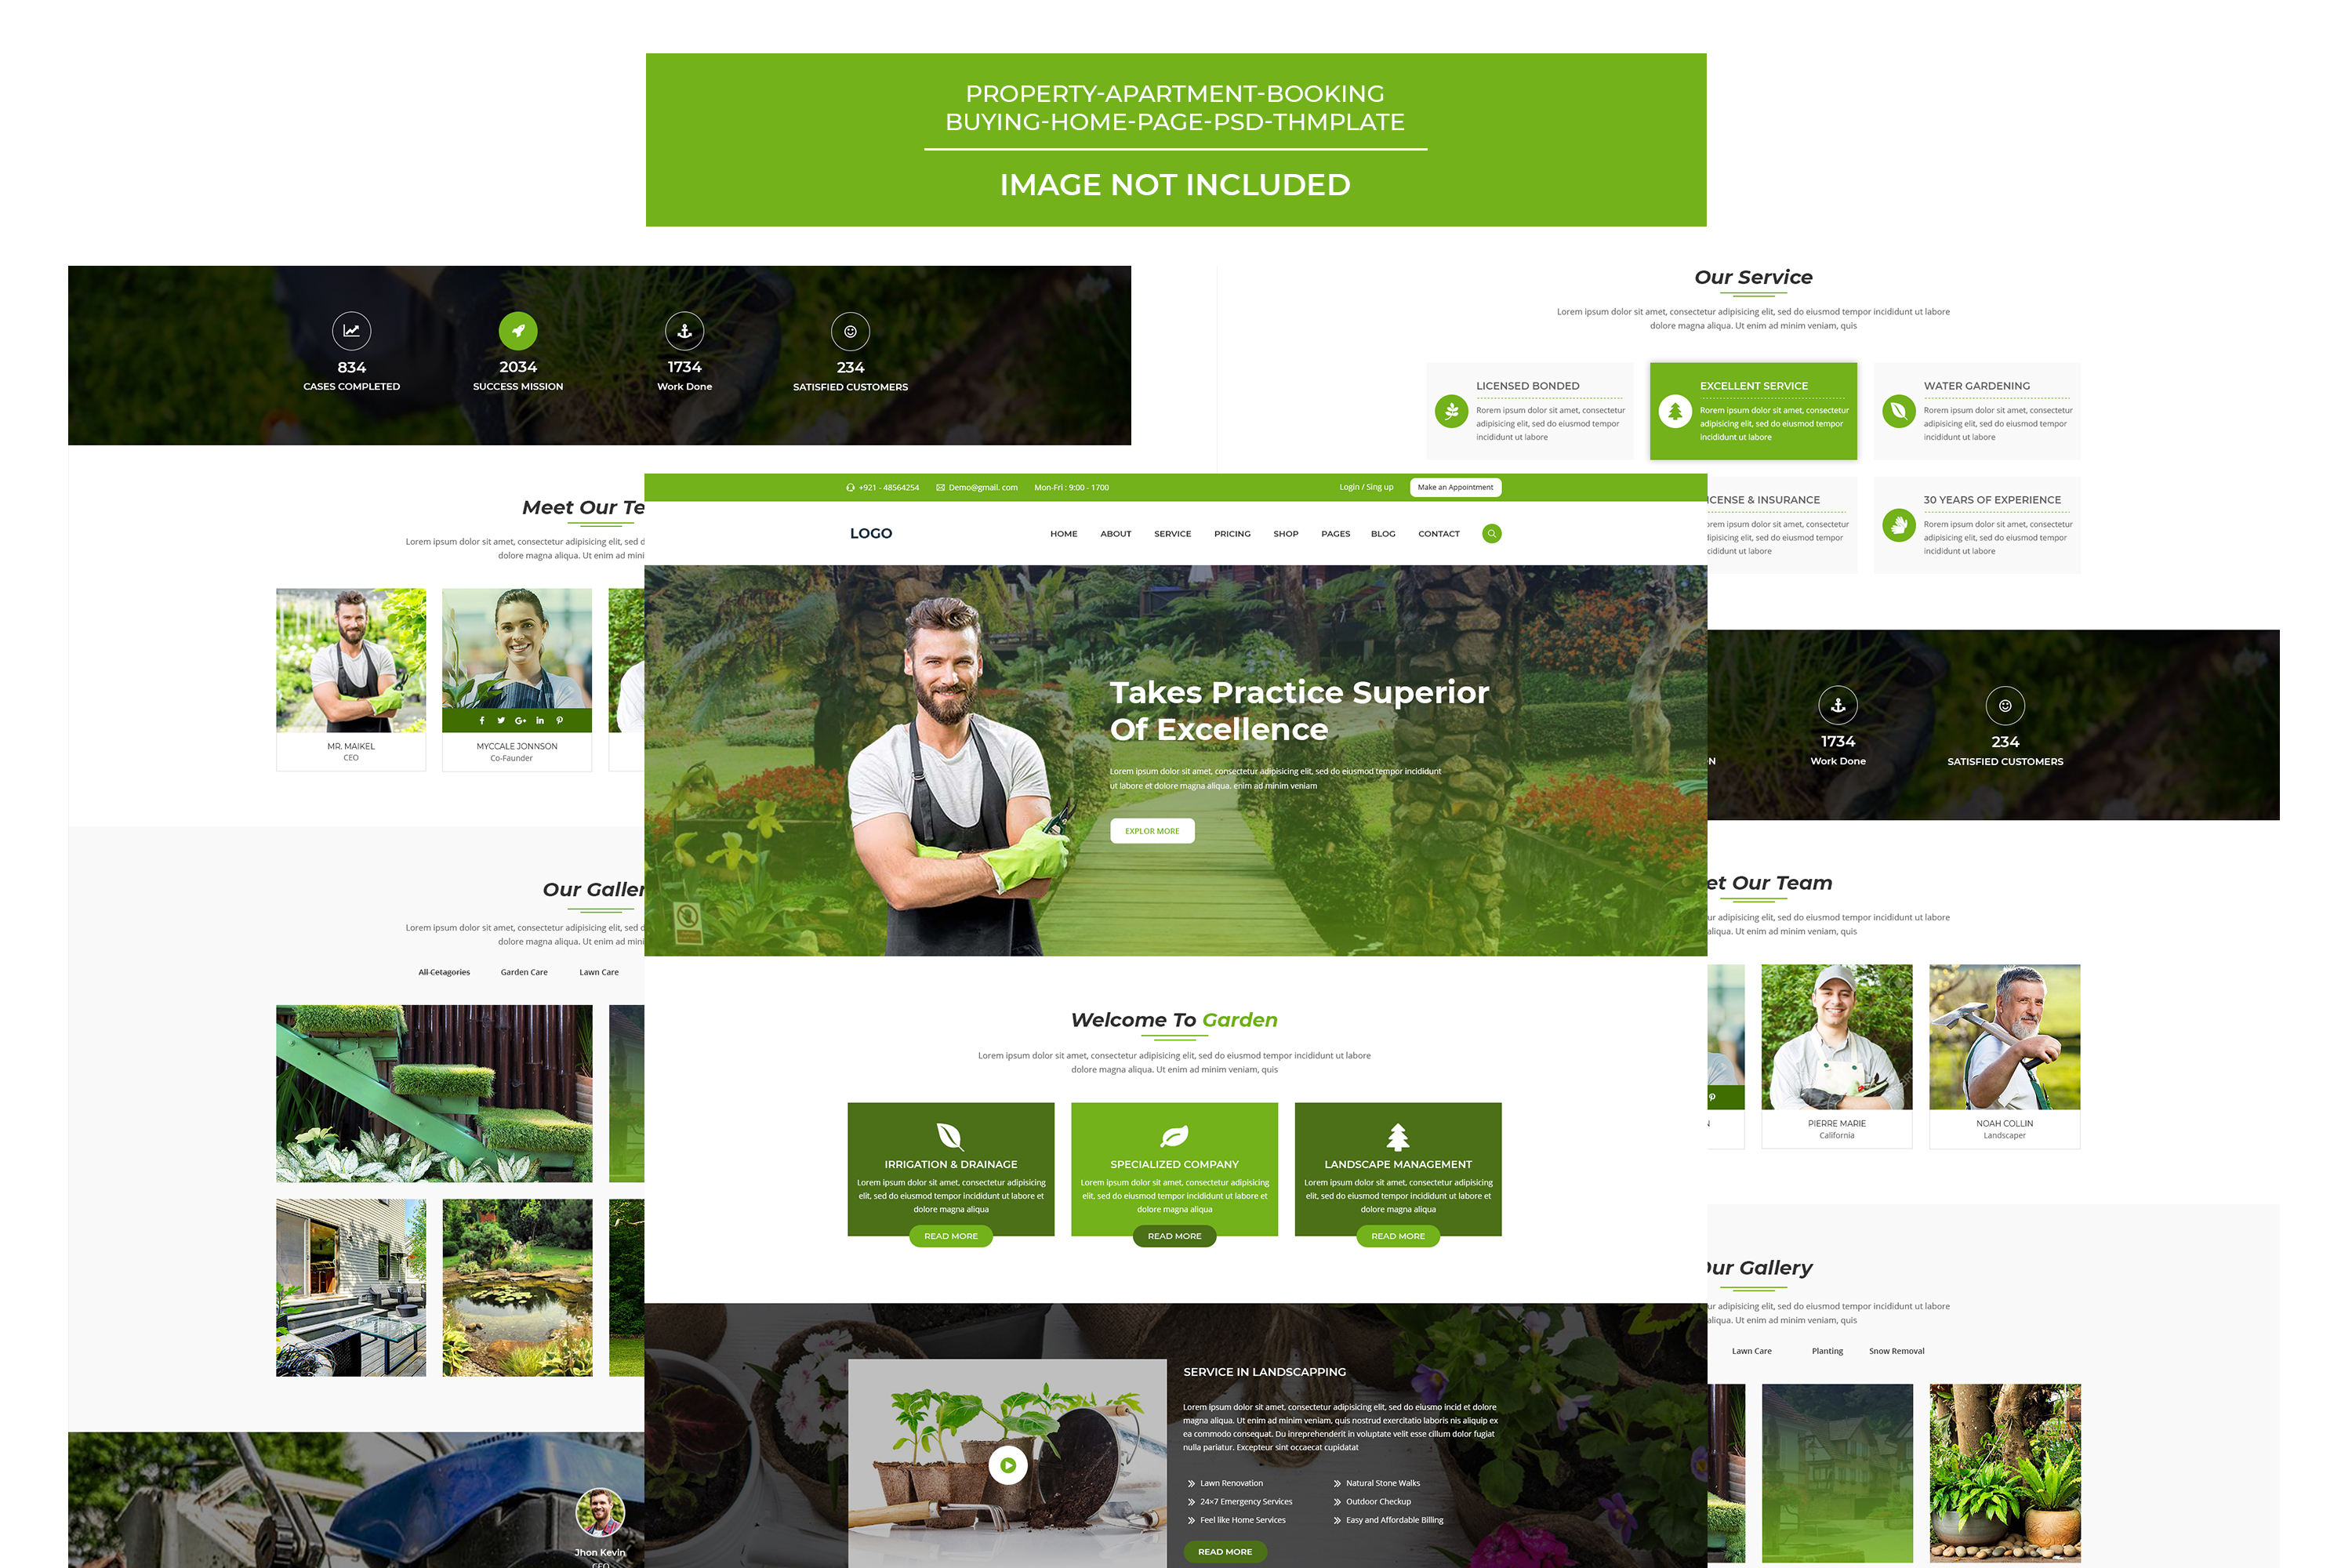 PROPERTY-APARTMENT-BOOKING
BUYING-HOME-PAGE-PSD-THMPLATE
IMAGE NOT INCLUDED
834
CASES COMPLETED
2034
SUCCESS MISSION
1734
Work Done
234
SATISFIED CUSTOMERS
Meet Our Te
Lorem ipsum dolor sit amet, consectetur adipisicing elit, sed d
dolore magna aliqua. Ut enim ad mini
MR. MAIKEL
CEO
MYCCALE JONNSON
Co-Faunder
Our Galler
Lorem ipsum dolor sit amet, consectetur adipisicing elit, sed d
dolore magna aliqua. Ut enim ad mini
All Cetagories
Garden Care
Lawn Care
Jhon Kevin
CEO
+921 - 48564254
Demo@gmail. com
Mon-Fri : 9:00 - 1700
Login / Sing up
Make an Appointment
LOGO
HOME
ABOUT
SERVICE
PRICING
SHOP
PAGES
BLOG
CONTACT
Takes Practice Superior
Of Excellence
Lorem ipsum dolor sit amet, consectetur adipisicing elit, sed do eiusmod tempor incididunt
ut labore et dolore magna aliqua. enim ad minim veniam
EXPLOR MORE
Welcome To Garden
Lorem ipsum dolor sit amet, consectetur adipisicing elit, sed do eiusmod tempor incididunt ut labore
dolore magna aliqua. Ut enim ad minim veniam, quis
IRRIGATION & DRAINAGE
Lorem ipsum dolor sit amet, consectetur adipisicing
elit, sed do eiusmod tempor incididunt ut labore et
dolore magna aliqua
READ MORE
SPECIALIZED COMPANY
Lorem ipsum dolor sit amet, consectetur adipisicing
elit, sed do eiusmod tempor incididunt ut labore et
dolore magna aliqua
READ MORE
LANDSCAPE MANAGEMENT
Lorem ipsum dolor sit amet, consectetur adipisicing
elit, sed do eiusmod tempor incididunt ut labore et
dolore magna aliqua
READ MORE
SERVICE IN LANDSCAPPING
Lorem ipsum dolor sit amet, consectetur adipisicing elit, sed do eiusmo incid et dolore
magna aliqua. Ut enim ad minim veniam, quis nostrud exercitatio laboris nis aliquip ex
ea commodo consequat. Du inreprehenderit in voluptate velit esse cillum dolor fugiat
nulla pariatur. Excepteur sint occaecat cupidatat
Lawn Renovation
Natural Stone Walks
24×7 Emergency Services
Outdoor Checkup
Feel like Home Services
Easy and Affordable Billing
READ MORE
Our Service
Lorem ipsum dolor sit amet, consectetur adipisicing elit, sed do eiusmod tempor incididunt ut labore
dolore magna aliqua. Ut enim ad minim veniam, quis
LICENSED BONDED
Rorem ipsum dolor sit amet, consectetur
adipisicing elit, sed do eiusmod tempor
incididunt ut labore
EXCELLENT SERVICE
Rorem ipsum dolor sit amet, consectetur
adipisicing elit, sed do eiusmod tempor
incididunt ut labore
WATER GARDENING
Rorem ipsum dolor sit amet, consectetur
adipisicing elit, sed do eiusmod tempor
incididunt ut labore
ICENSE & INSURANCE
orem ipsum dolor sit amet, consectetur
dipisicing elit, sed do eiusmod tempor
cididunt ut labore
30 YEARS OF EXPERIENCE
Rorem ipsum dolor sit amet, consectetur
adipisicing elit, sed do eiusmod tempor
incididunt ut labore
N
1734
Work Done
234
SATISFIED CUSTOMERS
et Our Team
ur adipisicing elit, sed do eiusmod tempor incididunt ut labore
aliqua. Ut enim ad minim veniam, quis
PIERRE MARIE
California
NOAH COLLIN
Landscaper
Our Gallery
ur adipisicing elit, sed do eiusmod tempor incididunt ut labore
aliqua. Ut enim ad minim veniam, quis
Lawn Care
Planting
Snow Removal